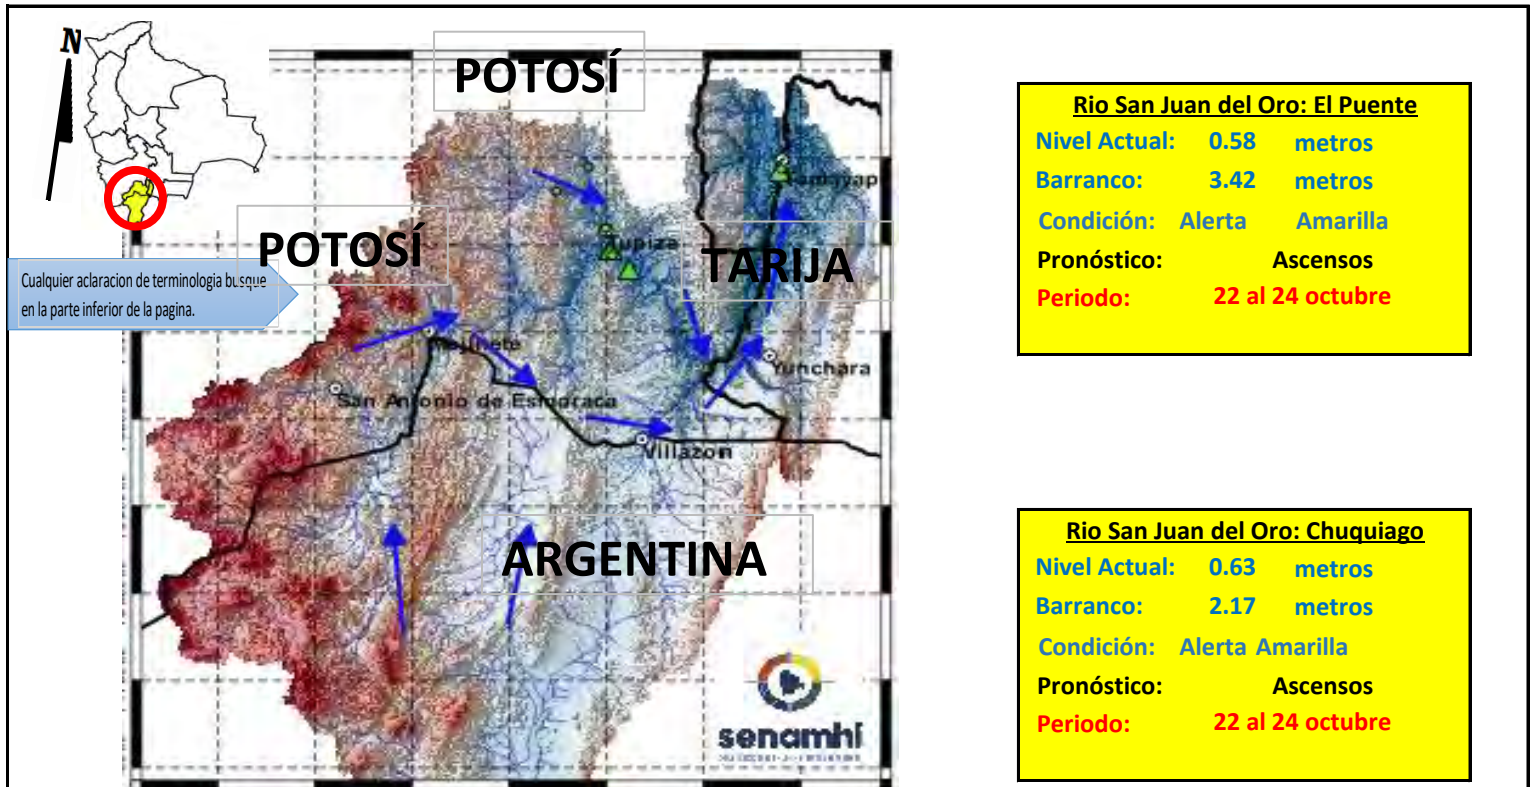 N
POTOSÍ
POTOSÍ
TARIJA
ARGENTINA
Tupiza
Yunchara
San Antonio de Esmoraca
Villazon
senamhi
Cualquier aclaracion de terminologia busque
en la parte inferior de la pagina.
Rio San Juan del Oro: El Puente
Nivel Actual: 0.58 metros
Barranco: 3.42 metros
Condición: Alerta Amarilla
Pronóstico: Ascensos
Periodo: 22 al 24 octubre
Rio San Juan del Oro: Chuquiago
Nivel Actual: 0.63 metros
Barranco: 2.17 metros
Condición: Alerta Amarilla
Pronóstico: Ascensos
Periodo: 22 al 24 octubre